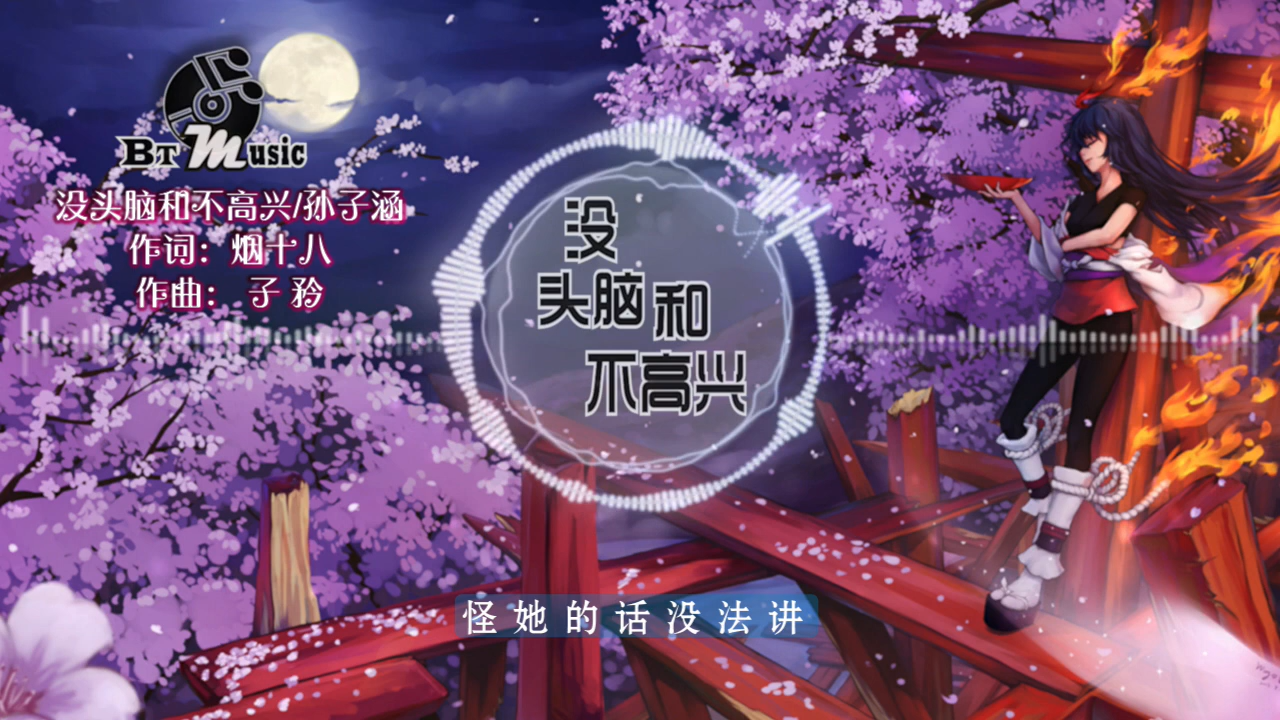 BT Music
没头脑和不高兴/孙子涵
作词：烟十八
作曲： 子 矜
没
头脑和
不高兴
怪她的话没法讲